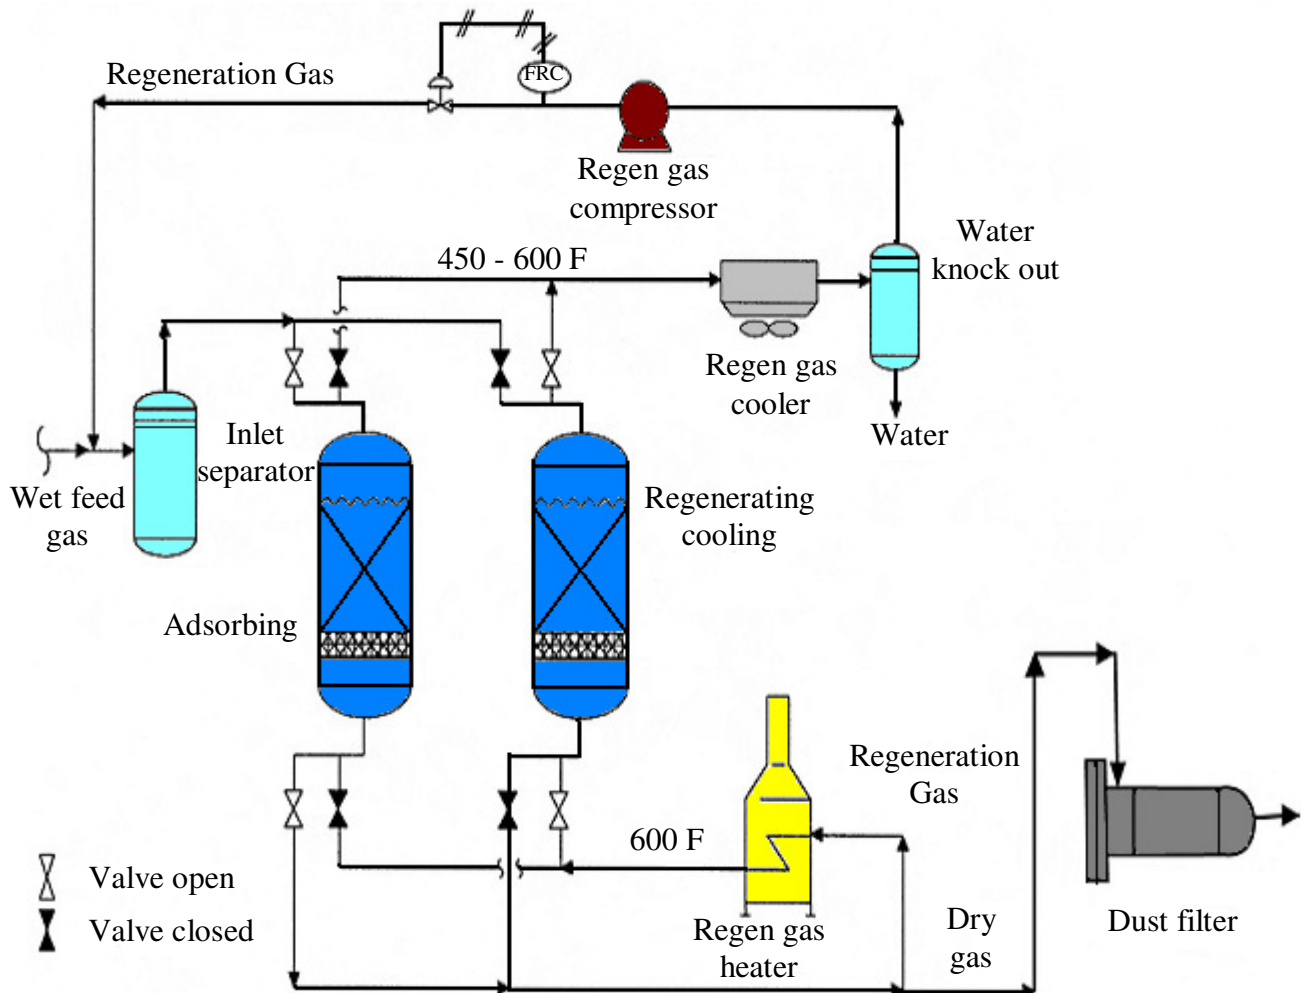 FRC
Regeneration Gas
Regen gas
compressor
Water
knock out
450 - 600 F
Regen gas
cooler
Water
Inlet
separator
Wet feed
gas
Regenerating
cooling
Adsorbing
Regeneration
Gas
600 F
Valve open
Valve closed
Regen gas
heater
Dry
gas
Dust filter